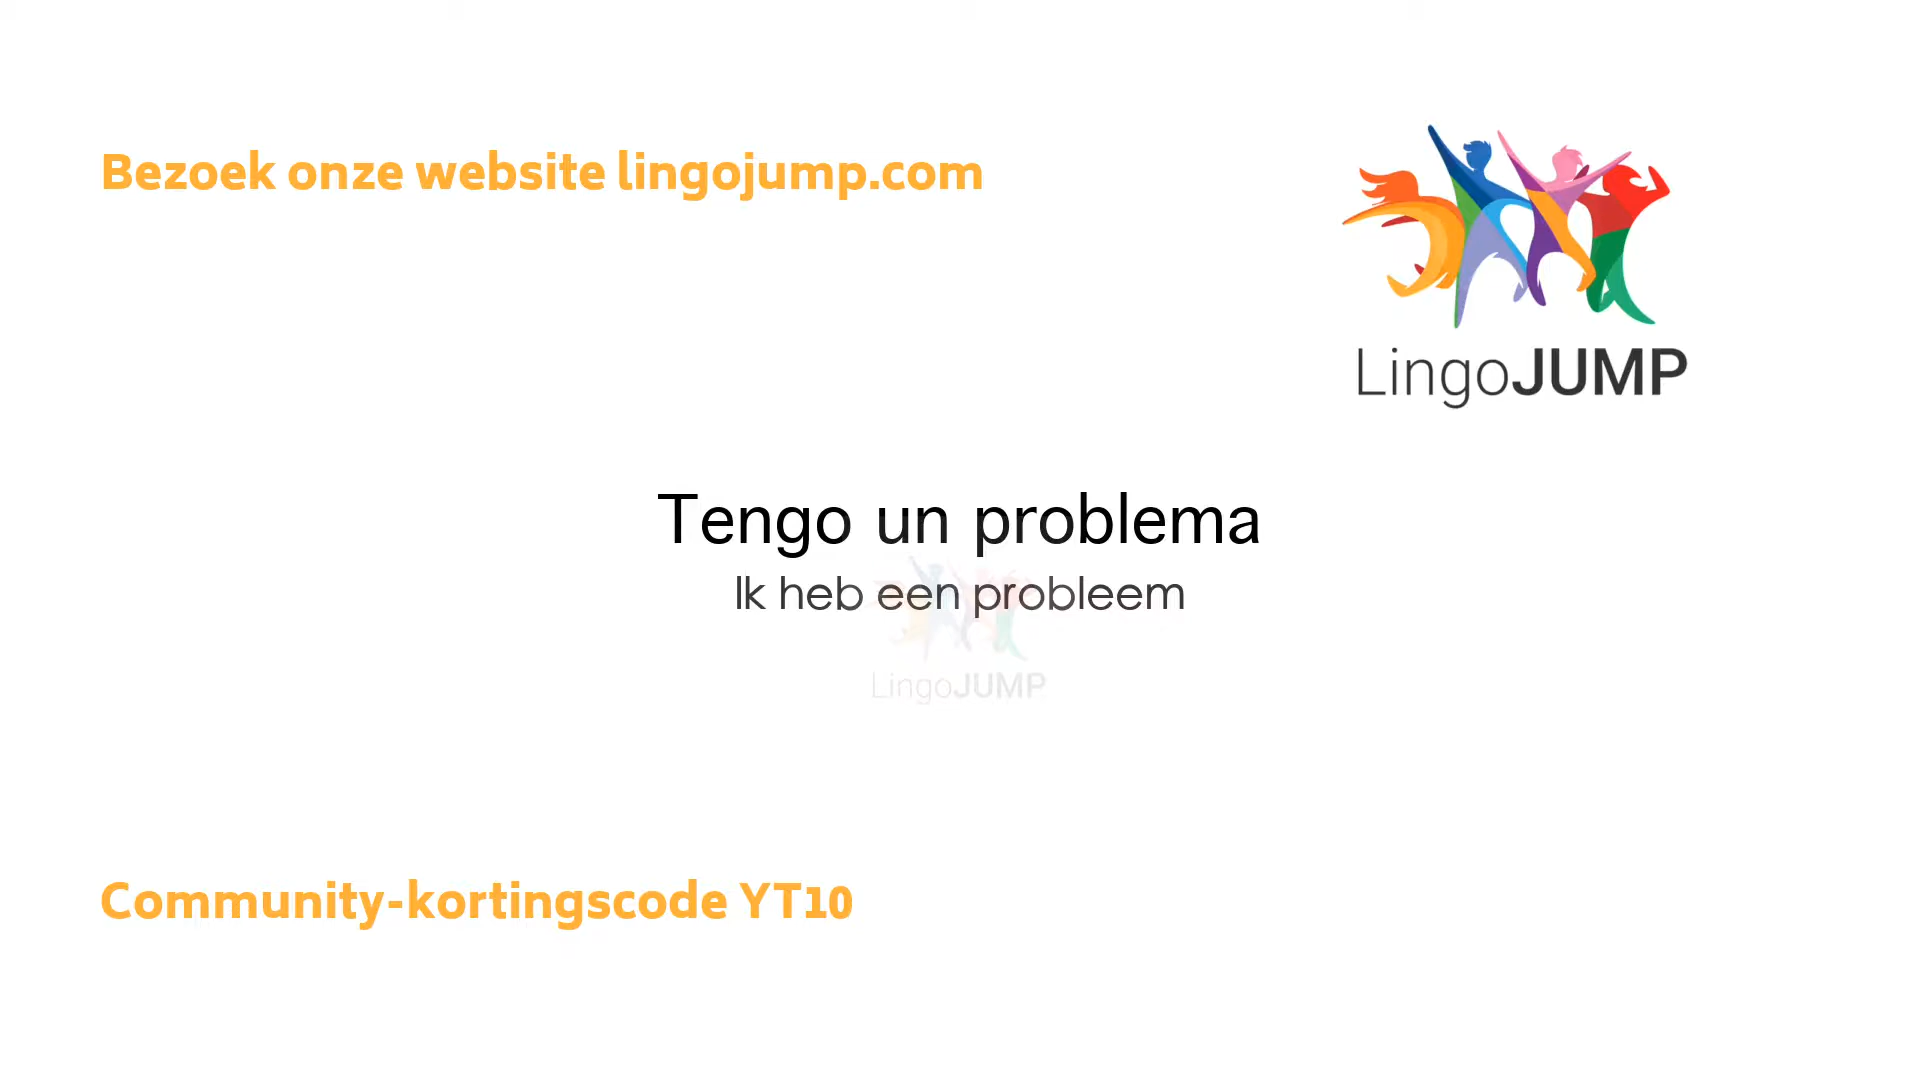 Bezoek onze website lingojump.com
LingoJUMP
Tengo un problema
Ik heb een probleem
LingoJUMP
Community-kortingscode YT10